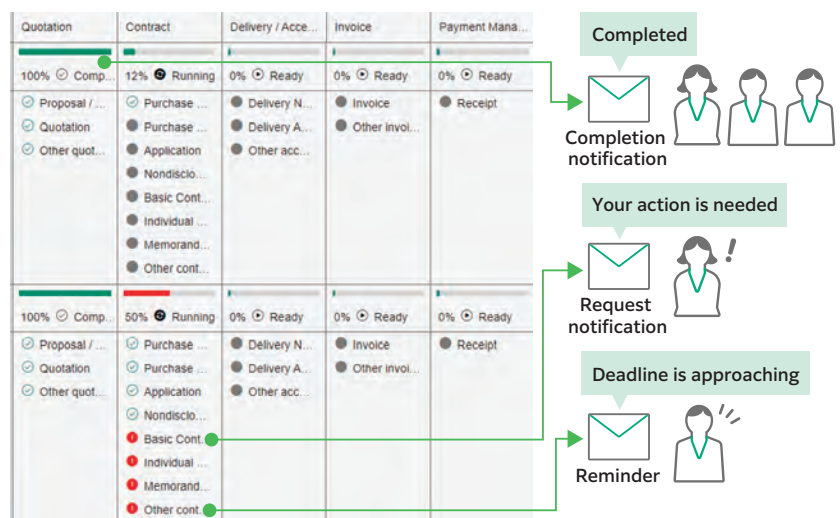 Quotation Contract Delivery / Acce... Invoice Payment Mana...
100% Comp... 12% Running 0% Ready 0% Ready 0% Ready
Proposal / ... Purchase ... Delivery N... Invoice Receipt
Quotation Purchase ... Delivery A... Other invoi...
Other quot... Application Other acc...
Nondisclo...
Basic Cont...
Individual ...
Memorand...
Other cont...
100% Comp... 50% Running 0% Ready 0% Ready 0% Ready
Proposal / ... Purchase ... Delivery N... Invoice Receipt
Quotation Purchase ... Delivery A... Other invoi...
Other quot... Application Other acc...
Nondisclo...
Basic Cont...
Individual ...
Memorand...
Other cont...
Completed
Completion
notification
Your action is needed
!
Request
notification
Deadline is approaching
Reminder